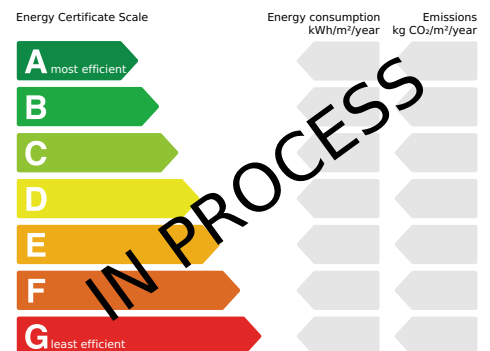 Energy Certificate Scale
Energy consumption
kWh/m²/year
Emissions
kg CO₂/m²/year
A most efficient
B
C
D
E
F
G least efficient
IN PROCESS